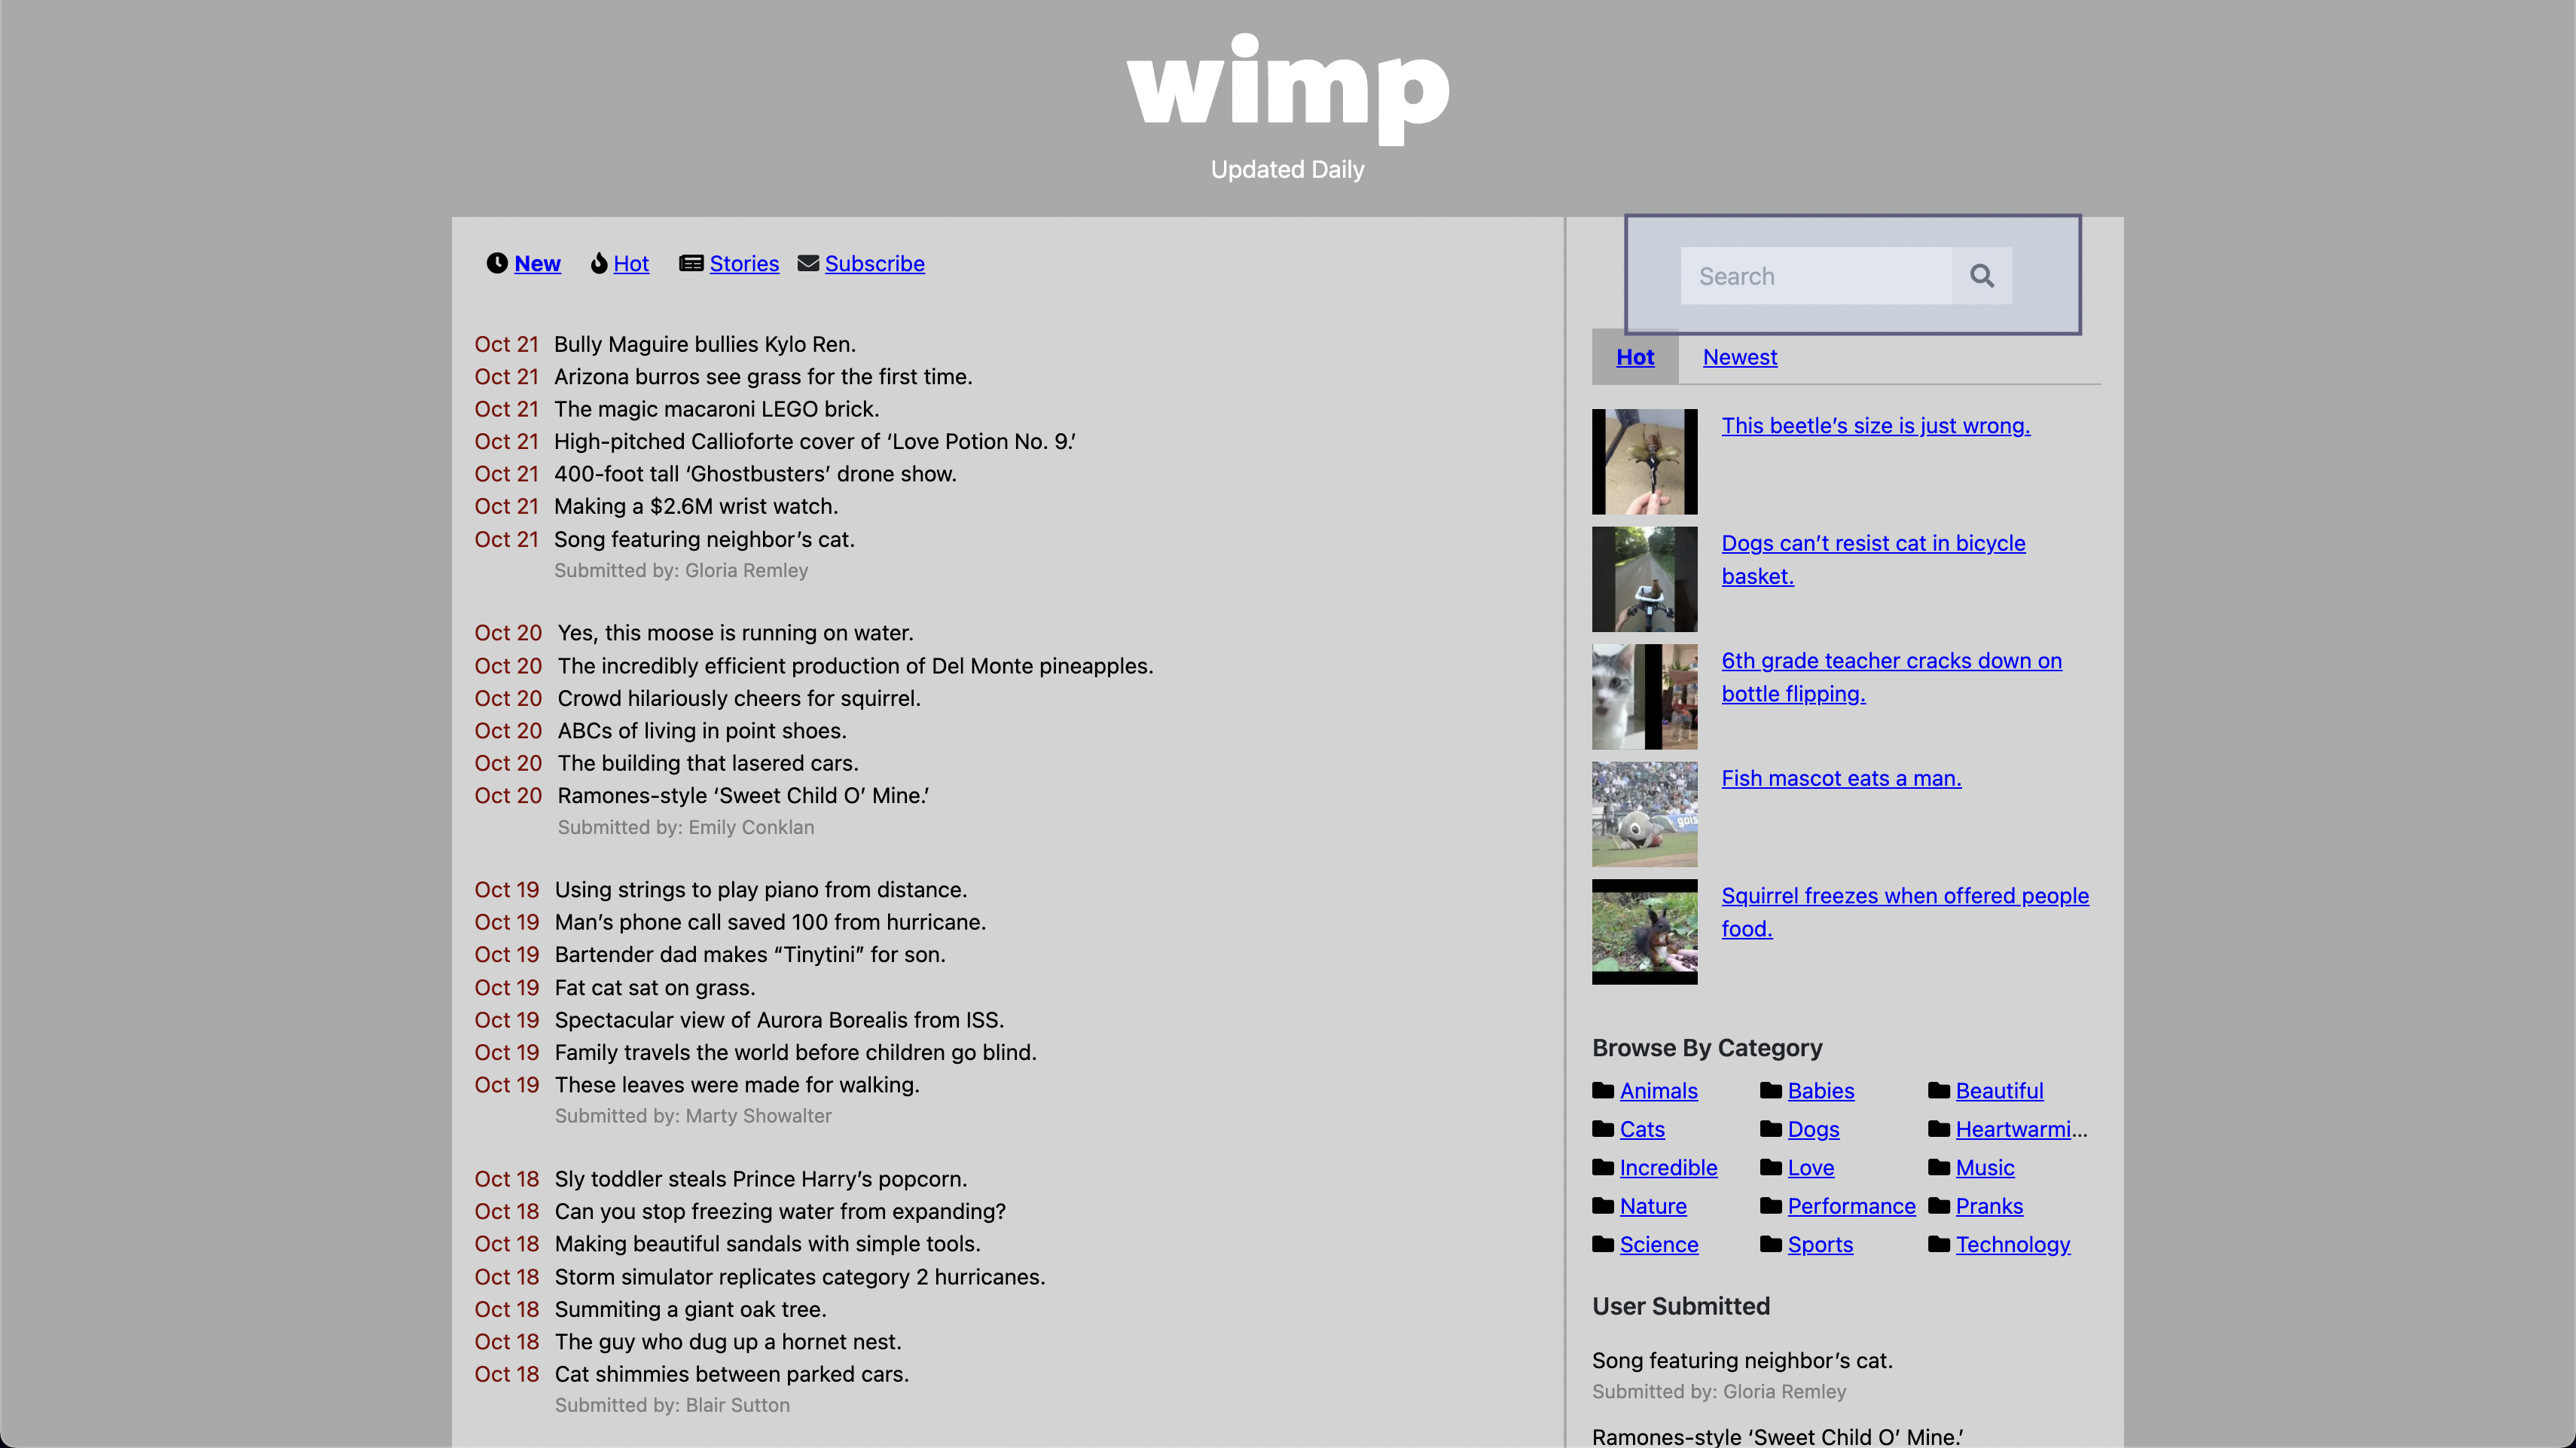 wimp
Updated Daily
New Hot Stories Subscribe
Oct 21 Bully Maguire bullies Kylo Ren.
Oct 21 Arizona burros see grass for the first time.
Oct 21 The magic macaroni LEGO brick.
Oct 21 High-pitched Callioforte cover of ‘Love Potion No. 9.’
Oct 21 400-foot tall ‘Ghostbusters’ drone show.
Oct 21 Making a $2.6M wrist watch.
Oct 21 Song featuring neighbor’s cat.
Submitted by: Gloria Remley
Oct 20 Yes, this moose is running on water.
Oct 20 The incredibly efficient production of Del Monte pineapples.
Oct 20 Crowd hilariously cheers for squirrel.
Oct 20 ABCs of living in point shoes.
Oct 20 The building that lasered cars.
Oct 20 Ramones-style ‘Sweet Child O’ Mine.’
Submitted by: Emily Conklan
Oct 19 Using strings to play piano from distance.
Oct 19 Man’s phone call saved 100 from hurricane.
Oct 19 Bartender dad makes “Tinytini” for son.
Oct 19 Fat cat sat on grass.
Oct 19 Spectacular view of Aurora Borealis from ISS.
Oct 19 Family travels the world before children go blind.
Oct 19 These leaves were made for walking.
Submitted by: Marty Showalter
Oct 18 Sly toddler steals Prince Harry’s popcorn.
Oct 18 Can you stop freezing water from expanding?
Oct 18 Making beautiful sandals with simple tools.
Oct 18 Storm simulator replicates category 2 hurricanes.
Oct 18 Summiting a giant oak tree.
Oct 18 The guy who dug up a hornet nest.
Oct 18 Cat shimmies between parked cars.
Submitted by: Blair Sutton
Search
Hot Newest
This beetle’s size is just wrong.
Dogs can’t resist cat in bicycle
basket.
6th grade teacher cracks down on
bottle flipping.
Fish mascot eats a man.
Squirrel freezes when offered people
food.
Browse By Category
Animals Babies Beautiful
Cats Dogs Heartwarmi...
Incredible Love Music
Nature Performance Pranks
Science Sports Technology
User Submitted
Song featuring neighbor’s cat.
Submitted by: Gloria Remley
Ramones-style ‘Sweet Child O’ Mine.’